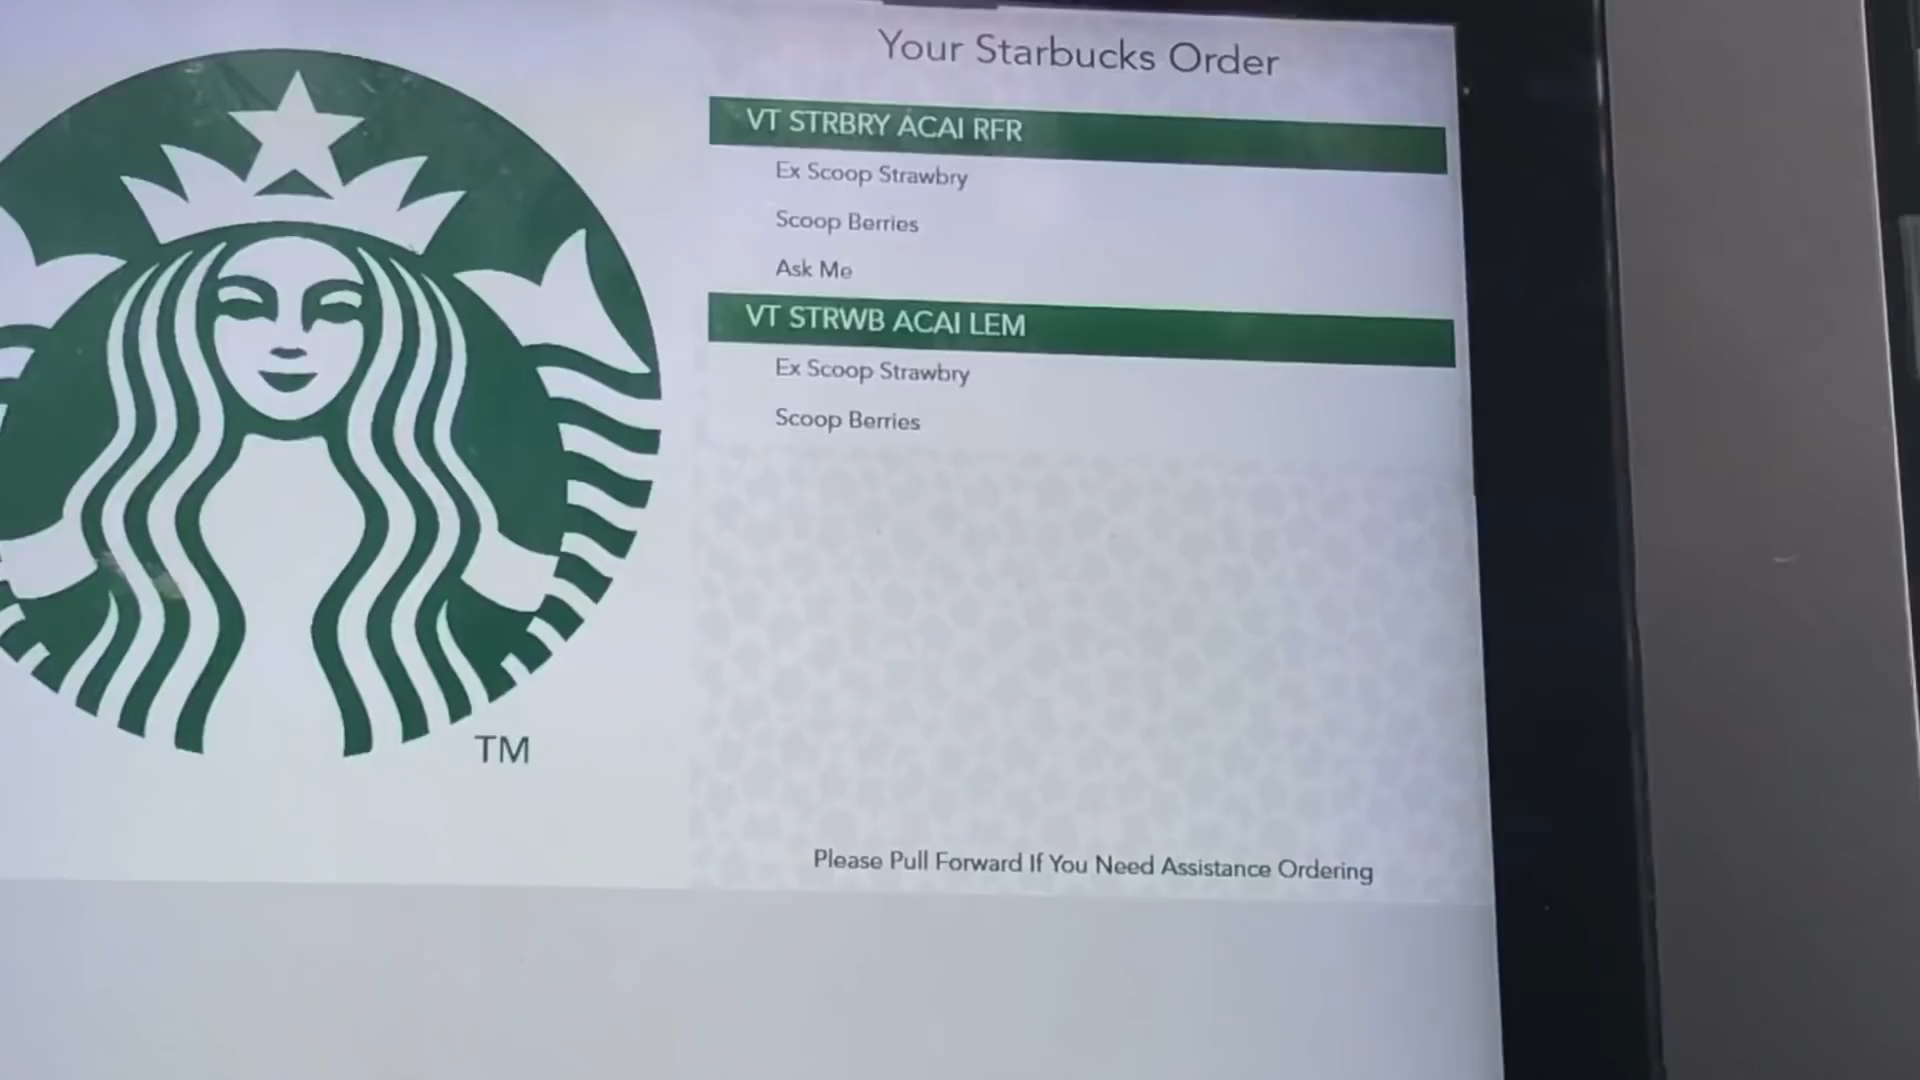 Your Starbucks Order
VT STRBRY ACAI RFR
Ex Scoop Strawbry
Scoop Berries
Ask Me
VT STRWB ACAI LEM
Ex Scoop Strawbry
Scoop Berries
TM
Please Pull Forward If You Need Assistance Ordering